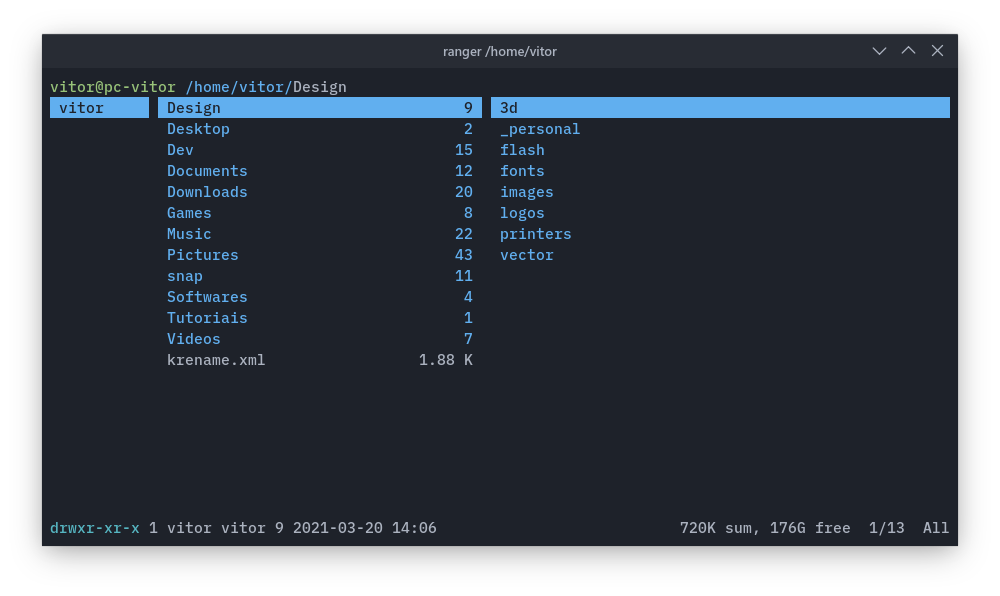 ranger /home/vitor
vitor@pc-vitor /home/vitor/Design
vitor Design 9 3d
Desktop 2 _personal
Dev 15 flash
Documents 12 fonts
Downloads 20 images
Games 8 logos
Music 22 printers
Pictures 43 vector
snap 11
Softwares 4
Tutoriais 1
Videos 7
krename.xml 1.88 K
drwxr-xr-x 1 vitor vitor 9 2021-03-20 14:06 720K sum, 176G free 1/13 All